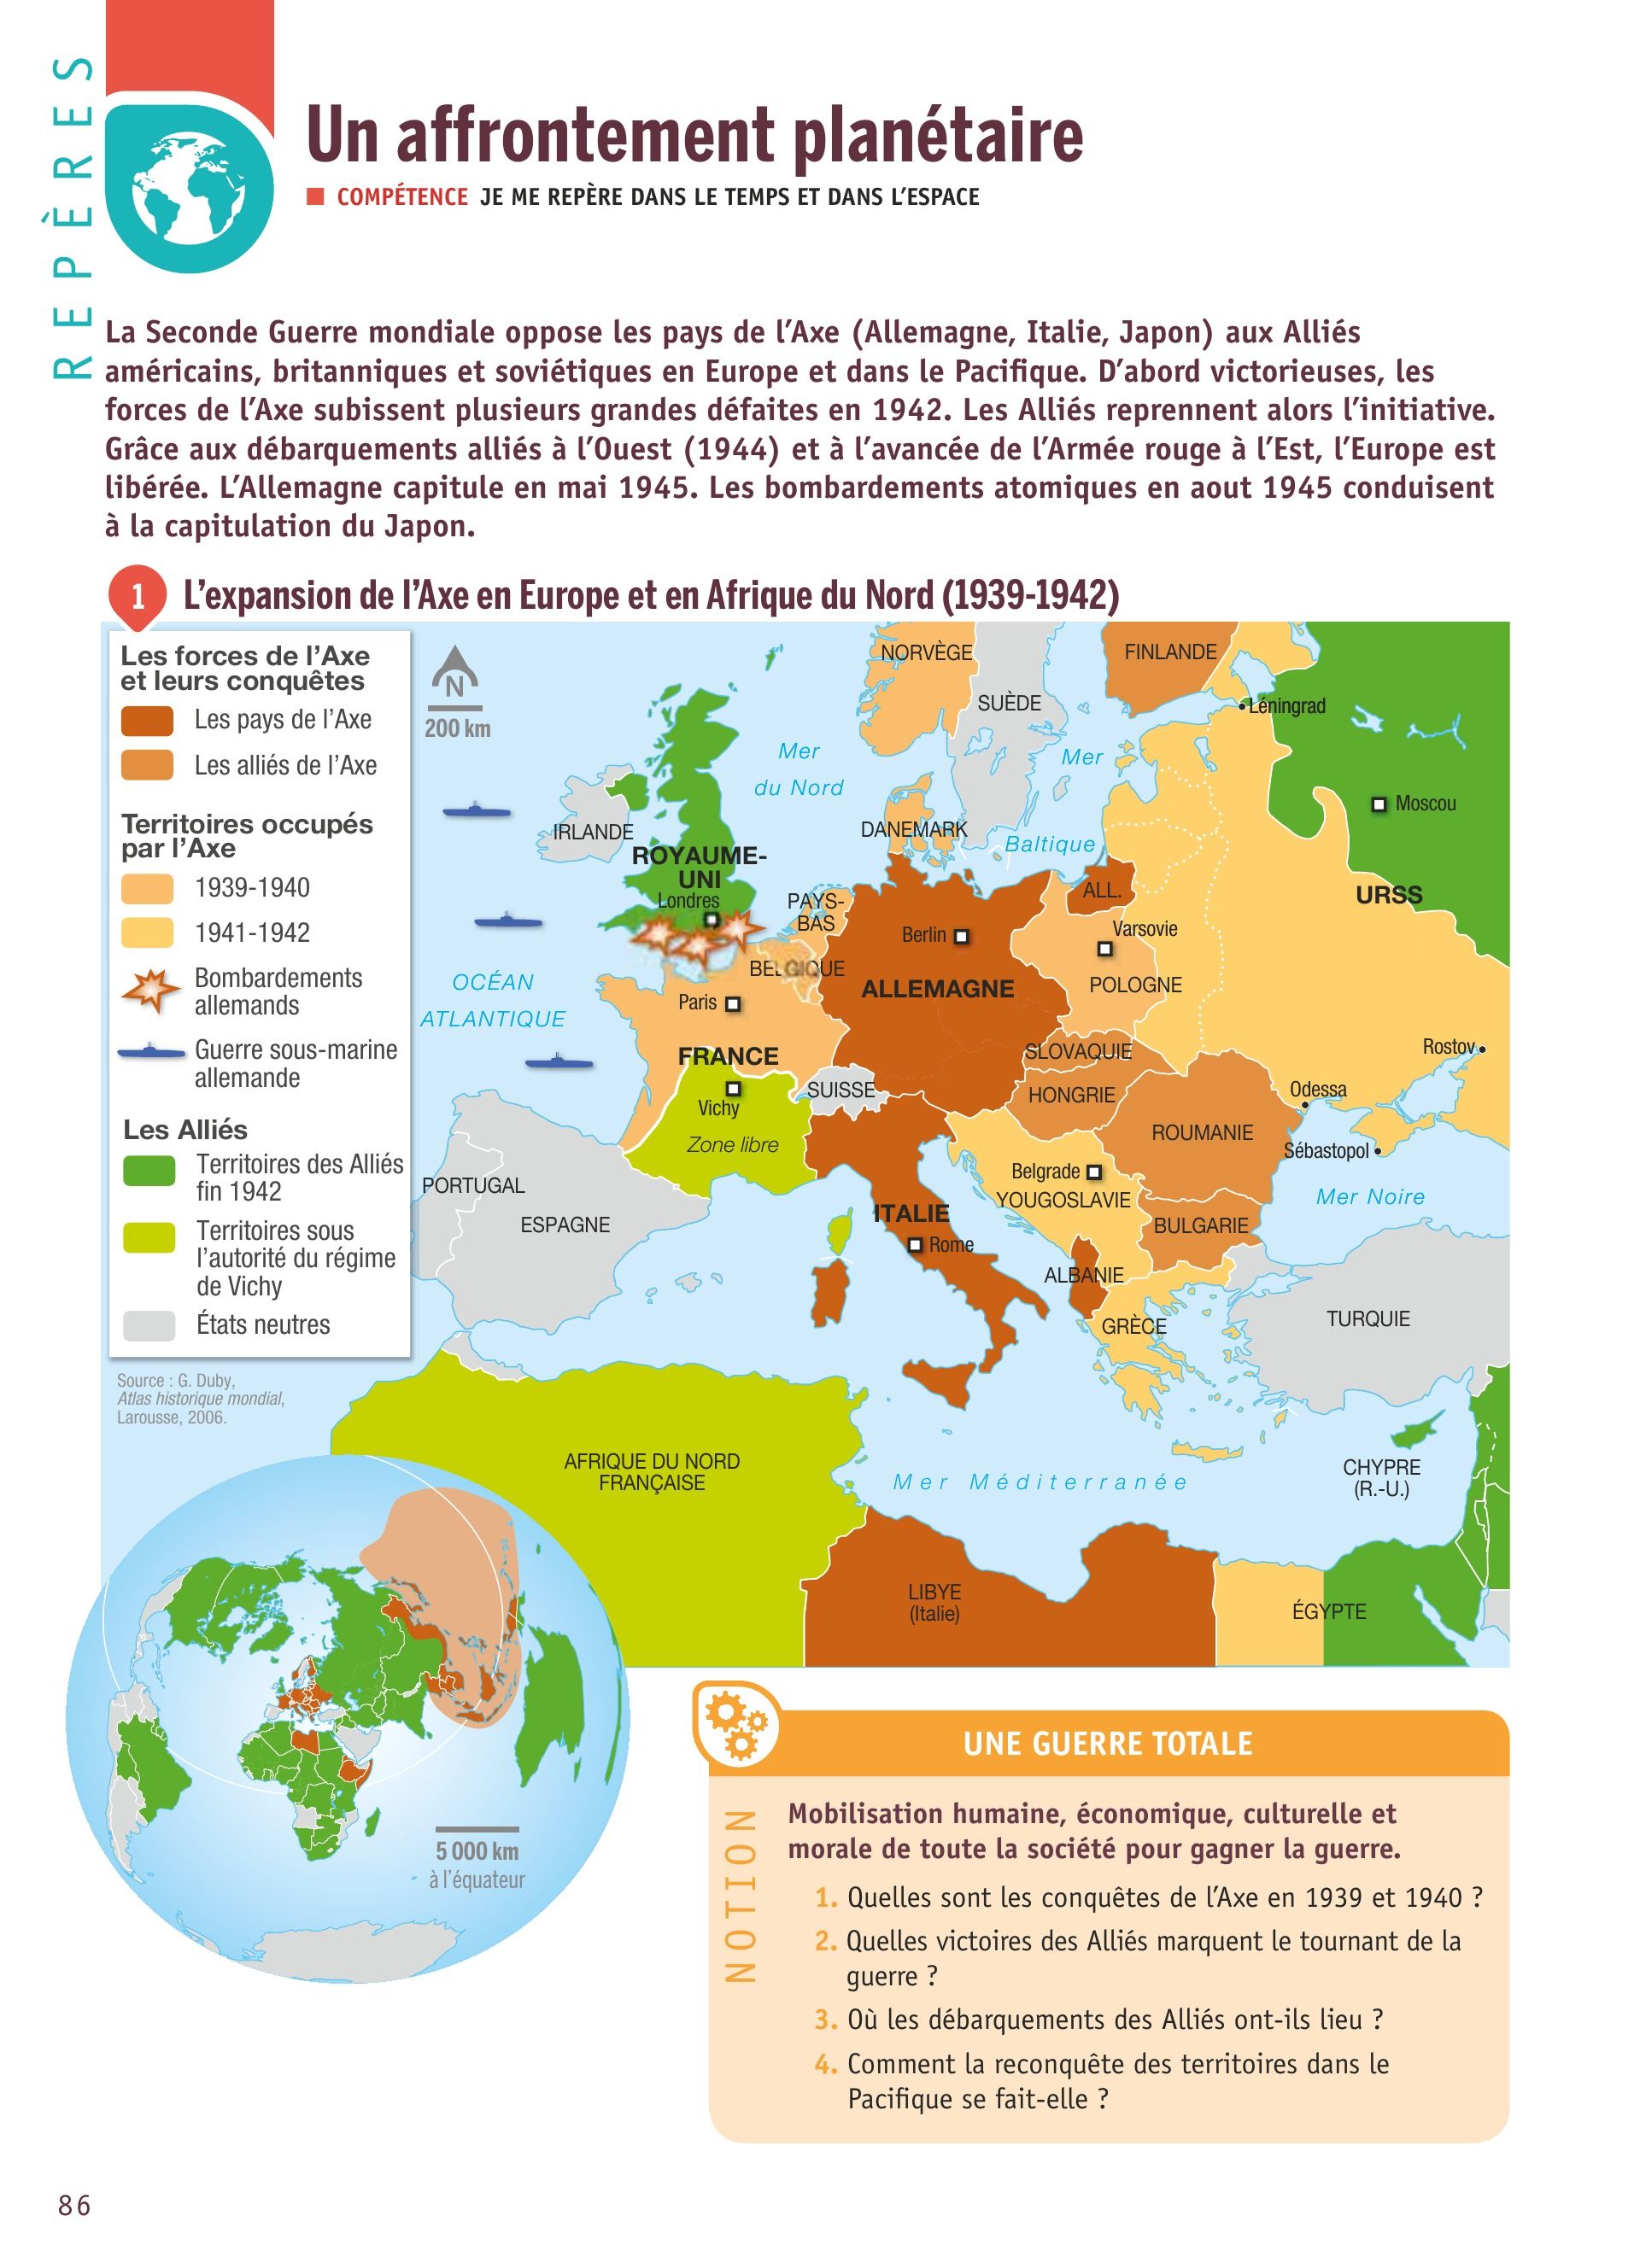 REPÈRES
Un affrontement planétaire
COMPÉTENCE JE ME REPÈRE DANS LE TEMPS ET DANS L'ESPACE
La Seconde Guerre mondiale oppose les pays de l'Axe (Allemagne, Italie, Japon) aux Alliés
américains, britanniques et soviétiques en Europe et dans le Pacifique. D'abord victorieuses, les
forces de l'Axe subissent plusieurs grandes défaites en 1942. Les Alliés reprennent alors l'initiative.
Grâce aux débarquements alliés à l'Ouest (1944) et à l'avancée de l'Armée rouge à l'Est, l'Europe est
libérée. L'Allemagne capitule en mai 1945. Les bombardements atomiques en aout 1945 conduisent
à la capitulation du Japon.
1 L'expansion de l'Axe en Europe et en Afrique du Nord (1939-1942)
Les forces de l'Axe
et leurs conquêtes
Les pays de l'Axe
Les alliés de l'Axe
Territoires occupés
par l'Axe
1939-1940
1941-1942
Bombardements
allemands
Guerre sous-marine
allemande
Les Alliés
Territoires des Alliés
fin 1942
Territoires sous
l'autorité du régime
de Vichy
États neutres
Source : G. Duby,
Atlas historique mondial,
Larousse, 2006.
N
200 km
NORVÈGE
FINLANDE
SUÈDE
Léningrad
Mer
du Nord
Mer
Baltique
Moscou
IRLANDE
DANEMARK
ROYAUME-
UNI
Londres
PAYS-
BAS
ALL.
URSS
Berlin
Varsovie
BELGIQUE
OCÉAN
ATLANTIQUE
ALLEMAGNE
POLOGNE
Paris
FRANCE
SLOVAQUIE
Rostov
SUISSE
HONGRIE
Odessa
Vichy
Zone libre
ROUMANIE
Sébastopol
Belgrade
YOUGOSLAVIE
Mer Noire
PORTUGAL
ESPAGNE
ITALIE
Rome
BULGARIE
ALBANIE
GRÈCE
TURQUIE
AFRIQUE DU NORD
FRANÇAISE
Mer Méditerranée
CHYPRE
(R.-U.)
LIBYE
(Italie)
ÉGYPTE
5 000 km
à l'équateur
UNE GUERRE TOTALE
NOTION
Mobilisation humaine, économique, culturelle et
morale de toute la société pour gagner la guerre.
1. Quelles sont les conquêtes de l'Axe en 1939 et 1940 ?
2. Quelles victoires des Alliés marquent le tournant de la
guerre ?
3. Où les débarquements des Alliés ont-ils lieu ?
4. Comment la reconquête des territoires dans le
Pacifique se fait-elle ?
86